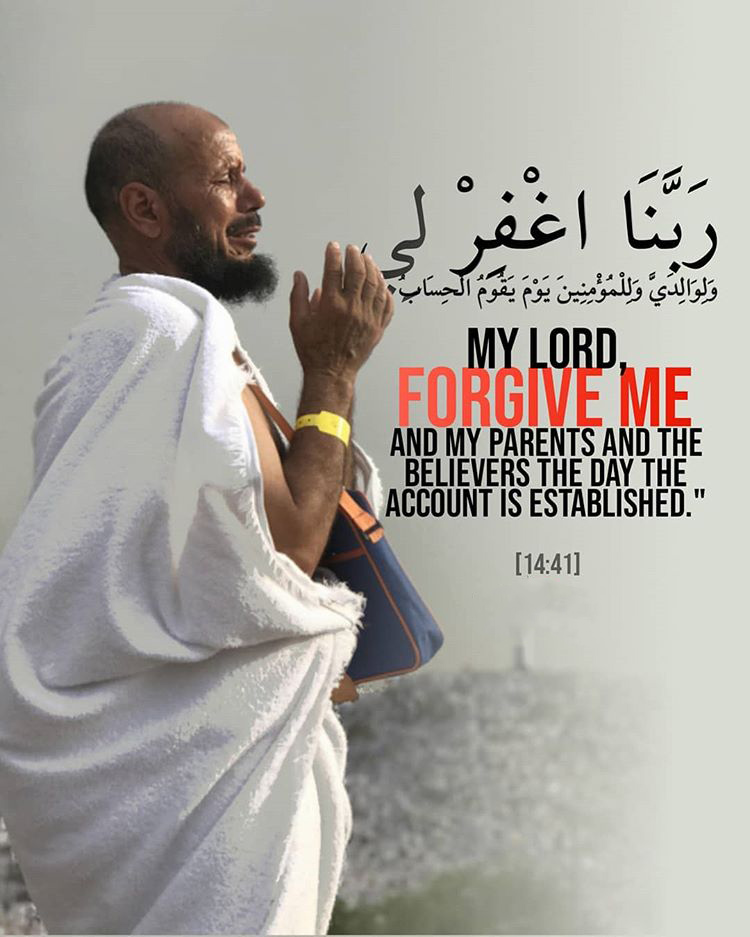 رَبَّنَا اغْفِرْ لِي
وَلِوَالِدَيَّ وَلِلْمُؤْمِنِينَ يَوْمَ يَقُومُ الْحِسَابُ
MY LORD,
FORGIVE ME
AND MY PARENTS AND THE
BELIEVERS THE DAY THE
ACCOUNT IS ESTABLISHED."
[14:41]